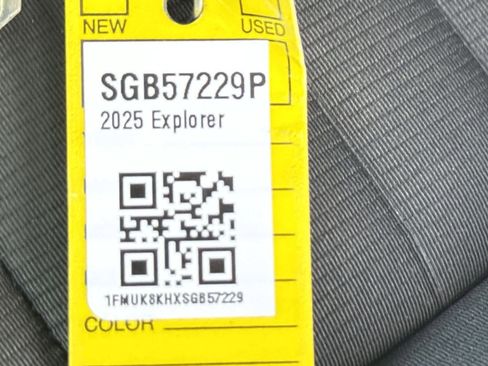 NEW USED
SGB57229P
2025 Explorer
1FMUK8KHXSGB57229
COLOR